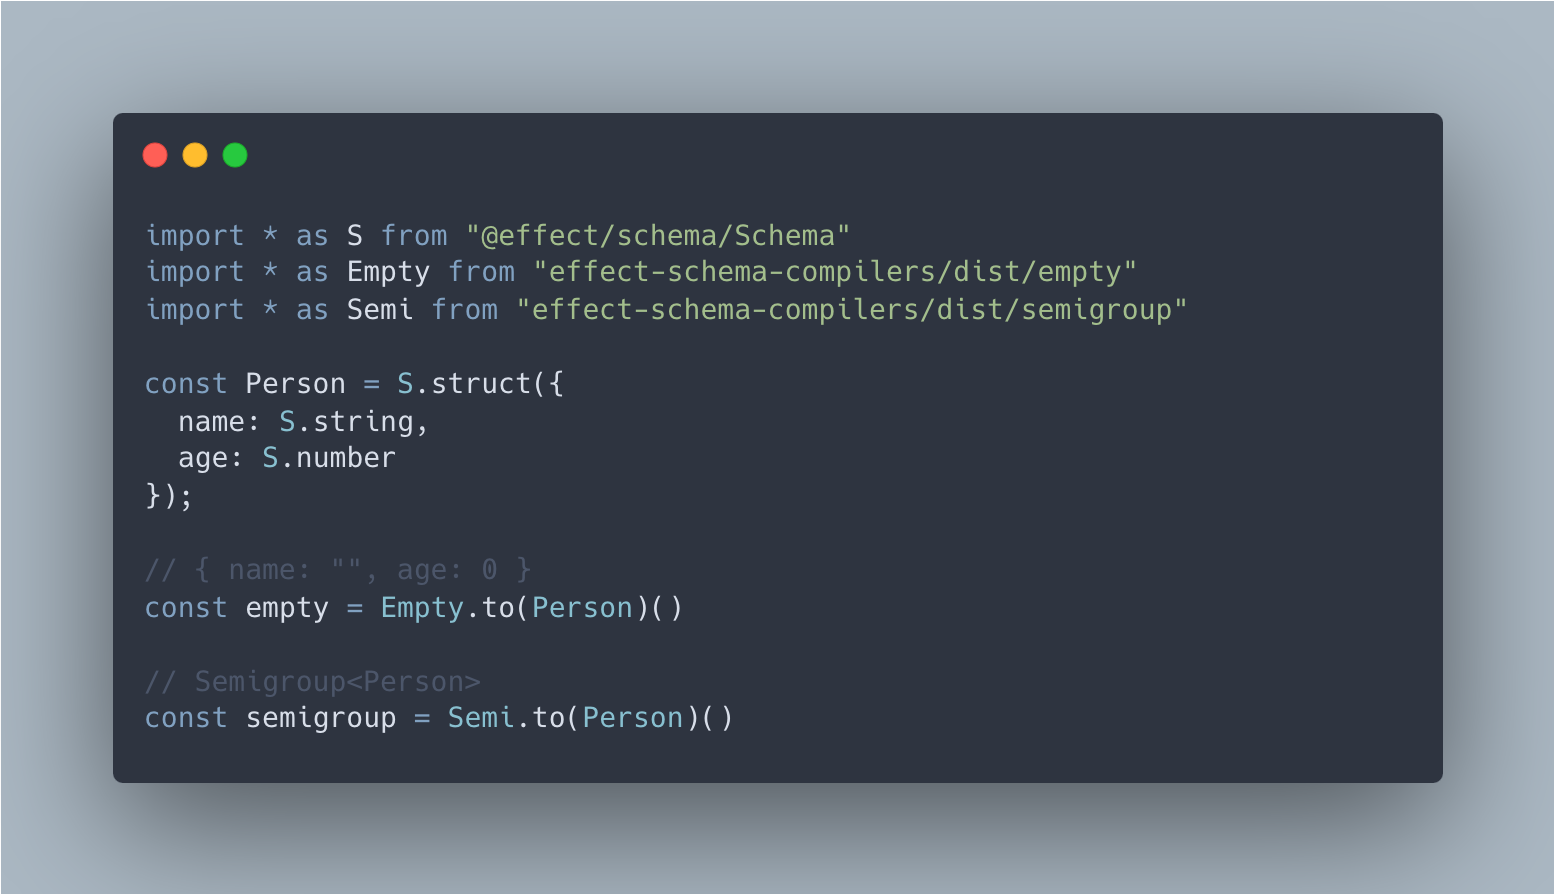 import * as S from "@effect/schema/Schema"
import * as Empty from "effect-schema-compilers/dist/empty"
import * as Semi from "effect-schema-compilers/dist/semigroup"

const Person = S.struct({
  name: S.string,
  age: S.number
});

// { name: "", age: 0 }
const empty = Empty.to(Person)()

// Semigroup<Person>
const semigroup = Semi.to(Person)()